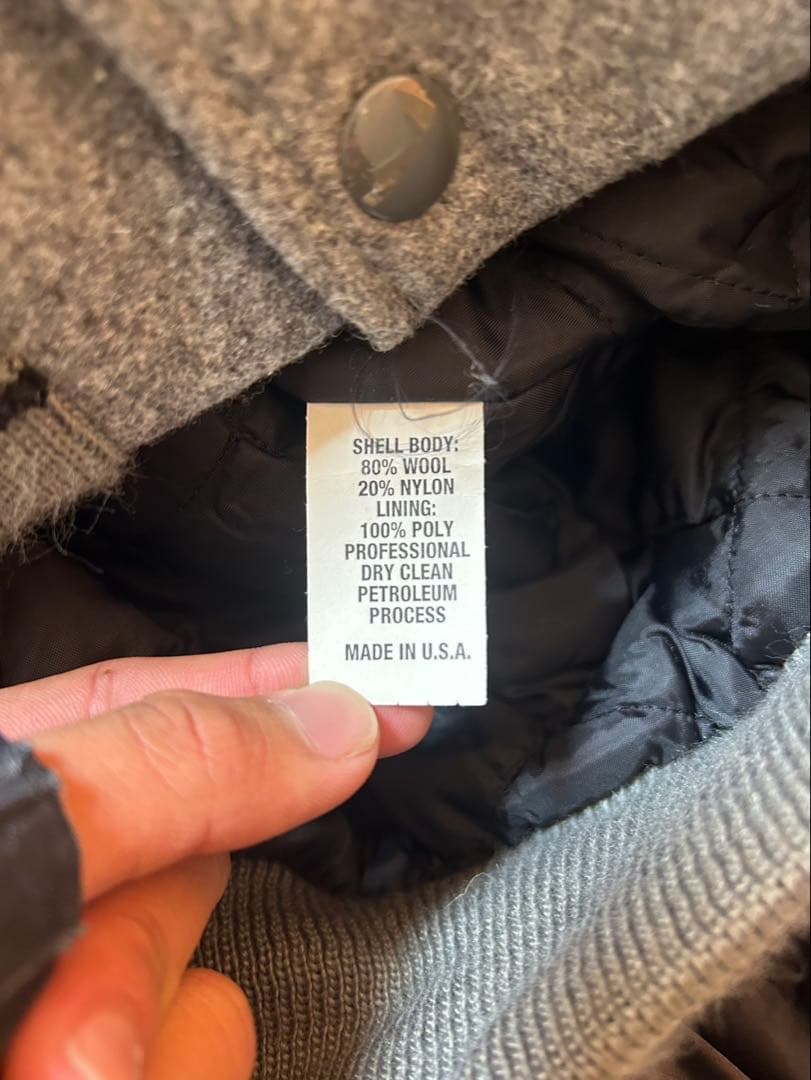 SHELL BODY:
80% WOOL
20% NYLON
LINING:
100% POLY
PROFESSIONAL
DRY CLEAN
PETROLEUM
PROCESS
MADE IN U.S.A.